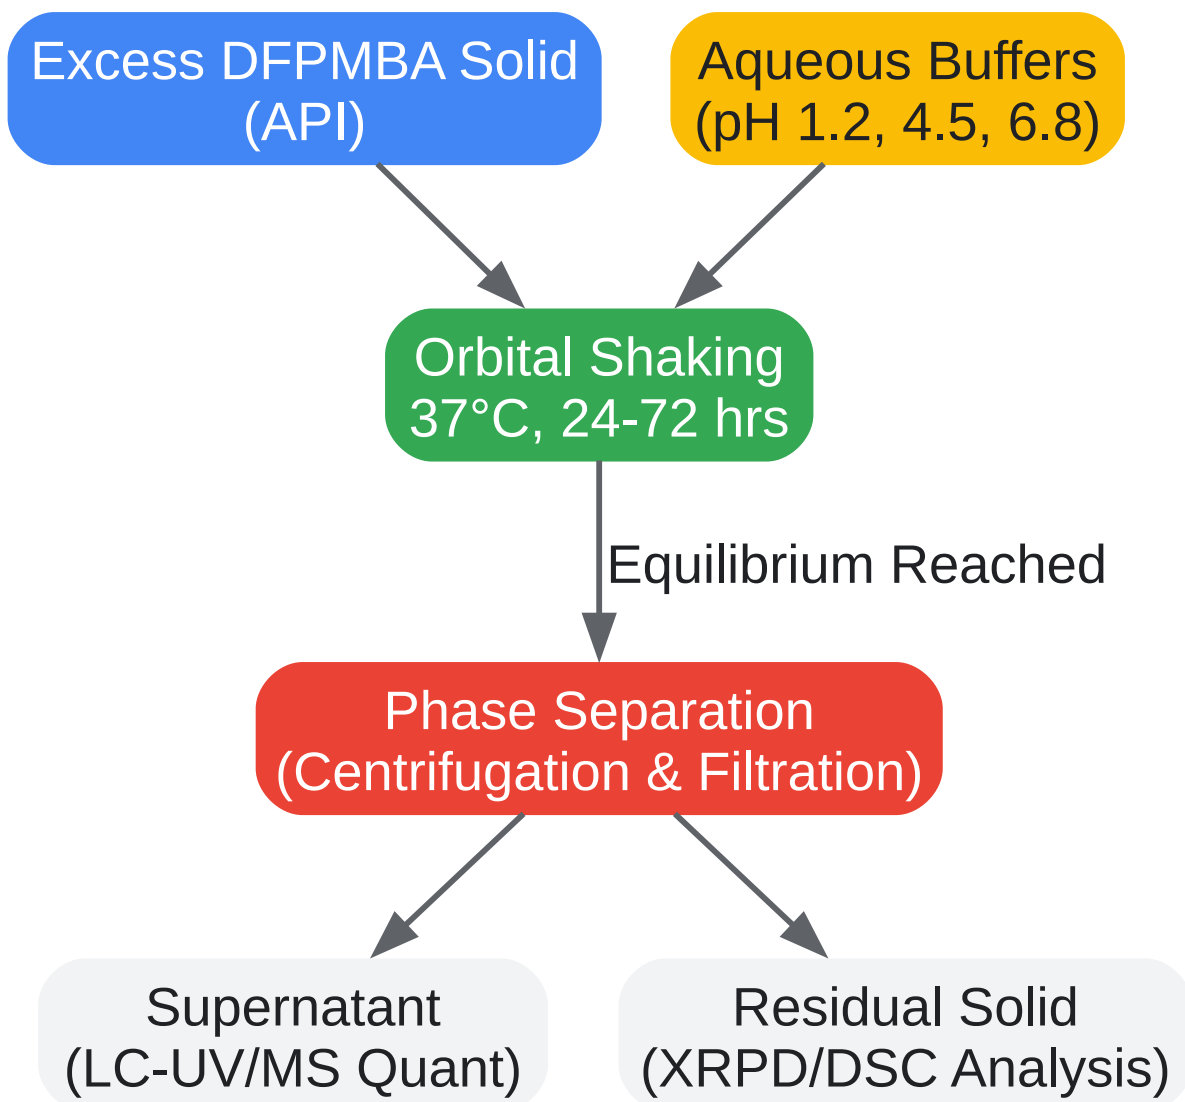 Excess DFPMBA Solid
(API)
Aqueous Buffers
(pH 1.2, 4.5, 6.8)
Orbital Shaking
37°C, 24-72 hrs
Equilibrium Reached
Phase Separation
(Centrifugation & Filtration)
Supernatant
(LC-UV/MS Quant)
Residual Solid
(XRPD/DSC Analysis)